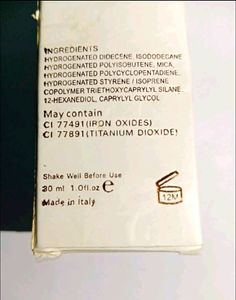 INGREDIENTS
HYDROGENATED DIDECENE, ISODODECANE
HYDROGENATED POLYISOBUTENE, MICA,
HYDROGENATED POLYCYCLOPENTADIENE,
HYDROGENATED STYRENE / ISOPRENE
COPOLYMER TRIETHOXYCAPRYLYL SILANE
12-HEXANEDIOL, CAPRYLYL GLYCOL
May contain
CI 77491(IRON OXIDES)
CI 77891(TITANIUM DIOXIDE)
Shake Well Before Use
30 ml 1.0fl.oz e
Made in Italy
12M